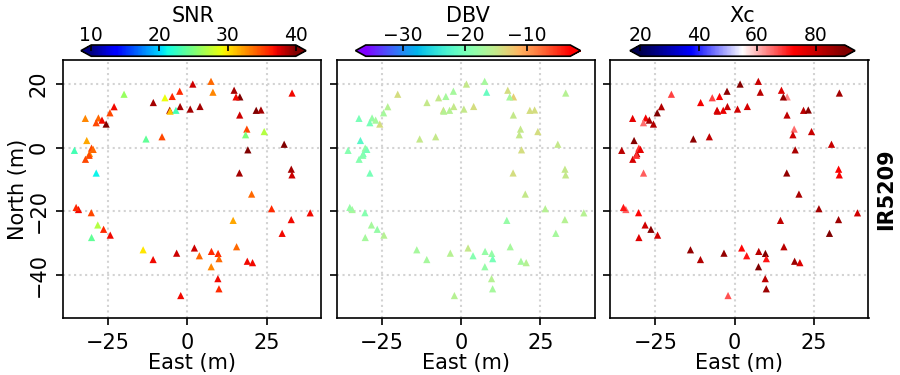 SNR DBV Xc
10 20 30 40 −30 −20 −10 20 40 60 80
20
0
−20
−40
North (m)
IR5209
−25 0 25 −25 0 25 −25 0 25
East (m) East (m) East (m)